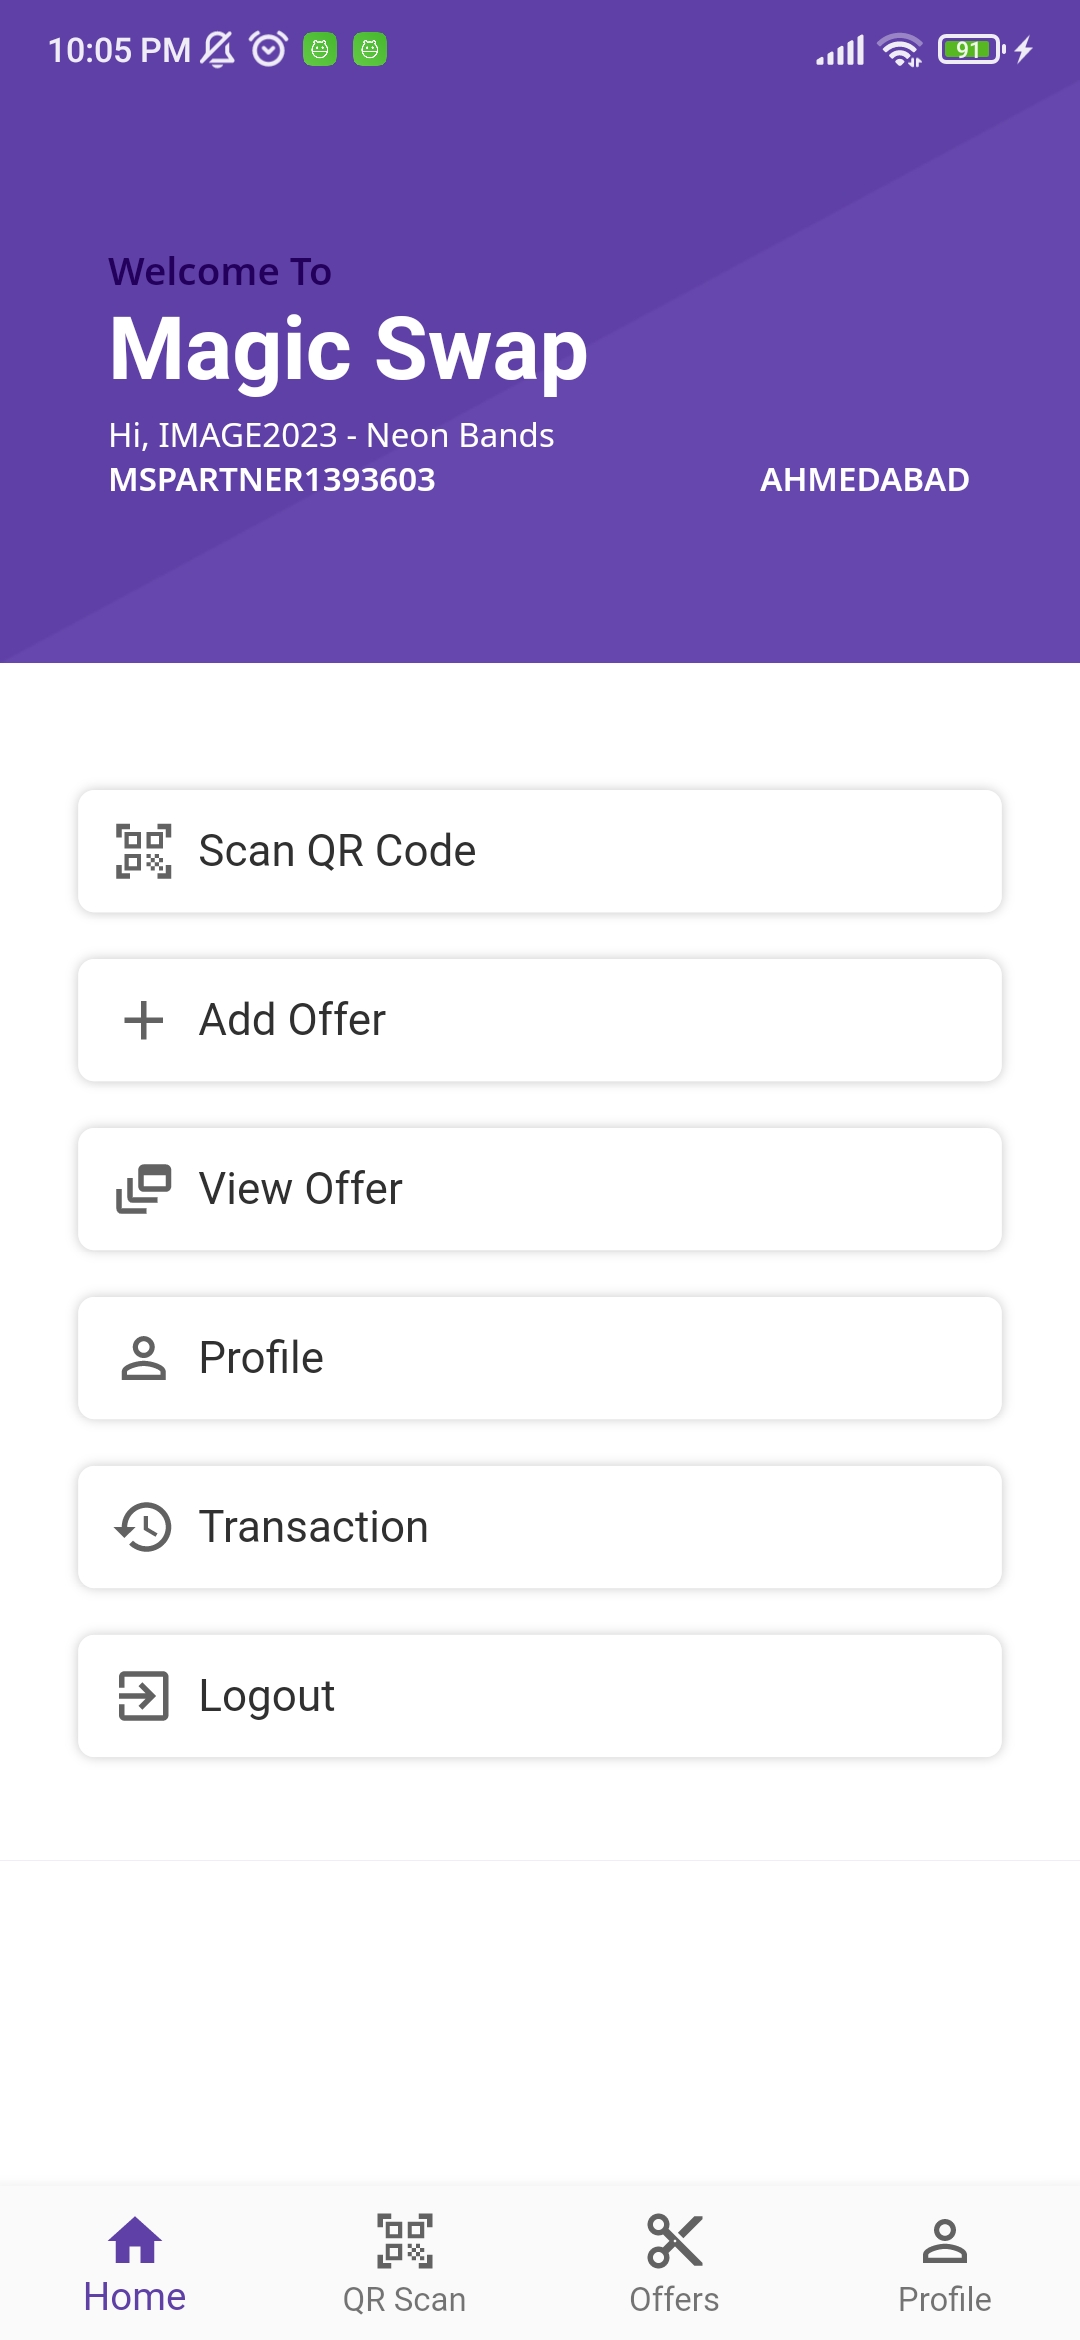 10:05 PM
91
Welcome To
Magic Swap
Hi, IMAGE2023 - Neon Bands
MSPARTNER1393603 AHMEDABAD
Scan QR Code
Add Offer
View Offer
Profile
Transaction
Logout
Home QR Scan Offers Profile